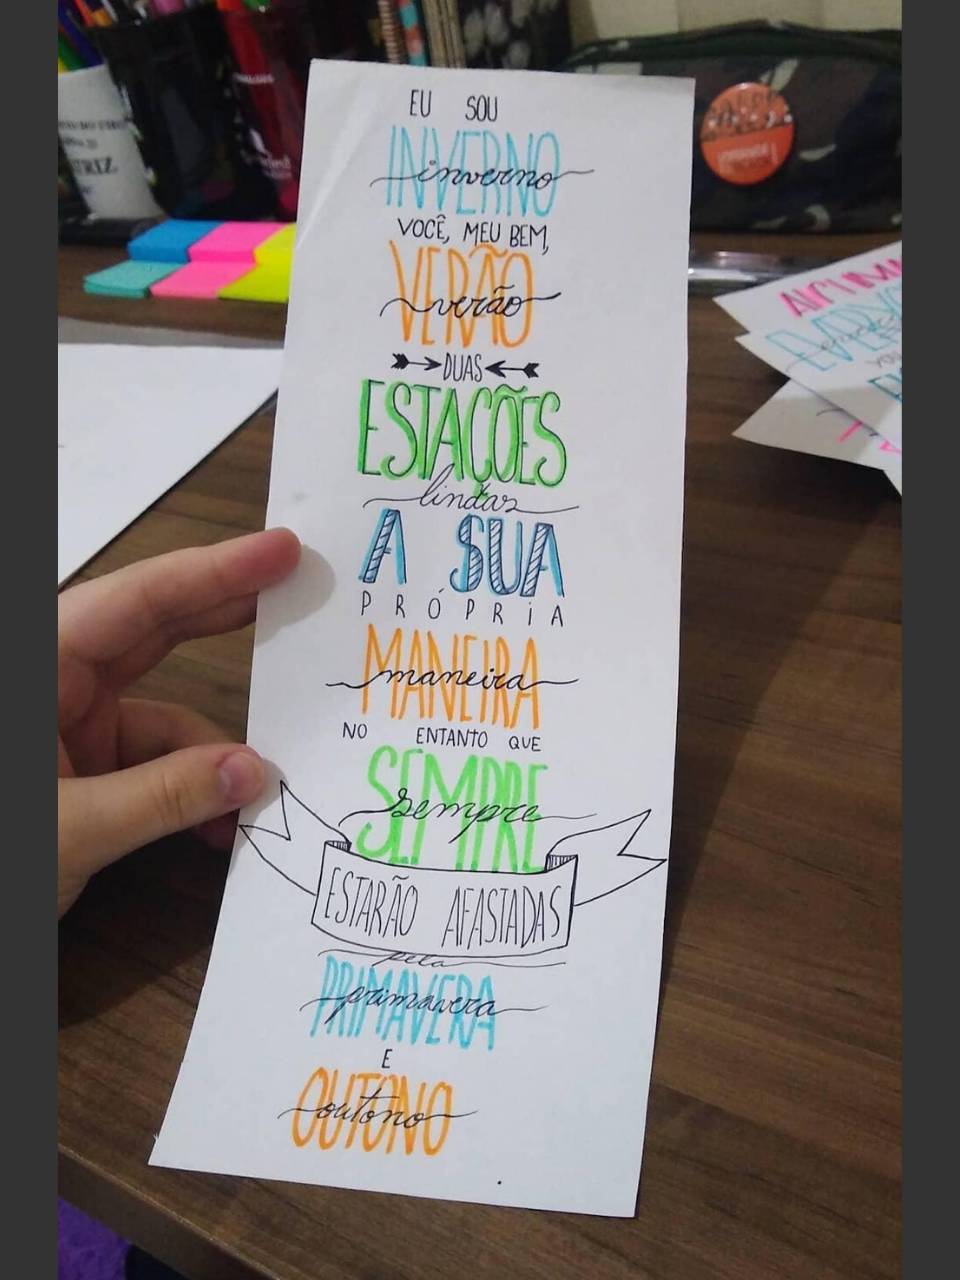 EU SOU
INVERNO
inverno
VOCÊ, MEU BEM,
VERÃO
verão
DUAS
ESTAÇÕES
lindas
A SUA
PRÓPRIA
MANEIRA
maneira
NO ENTANTO QUE
SEMPRE
sempre
ESTARÃO AFASTADAS
pela
PRIMAVERA
primavera
E
OUTONO
outono